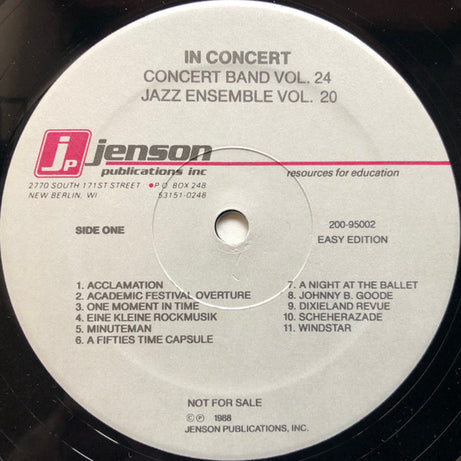 IN CONCERT
CONCERT BAND VOL. 24
JAZZ ENSEMBLE VOL. 20
jp jenson
publications inc
resources for education
2770 SOUTH 171ST STREET ● P.O. BOX 248
NEW BERLIN, WI 53151-0248
SIDE ONE
200-95002
EASY EDITION
1. ACCLAMATION
2. ACADEMIC FESTIVAL OVERTURE
3. ONE MOMENT IN TIME
4. EINE KLEINE ROCKMUSIK
5. MINUTEMAN
6. A FIFTIES TIME CAPSULE
7. A NIGHT AT THE BALLET
8. JOHNNY B. GOODE
9. DIXIELAND REVUE
10. SCHEHERAZADE
11. WINDSTAR
NOT FOR SALE
© ℗ 1988
JENSON PUBLICATIONS, INC.